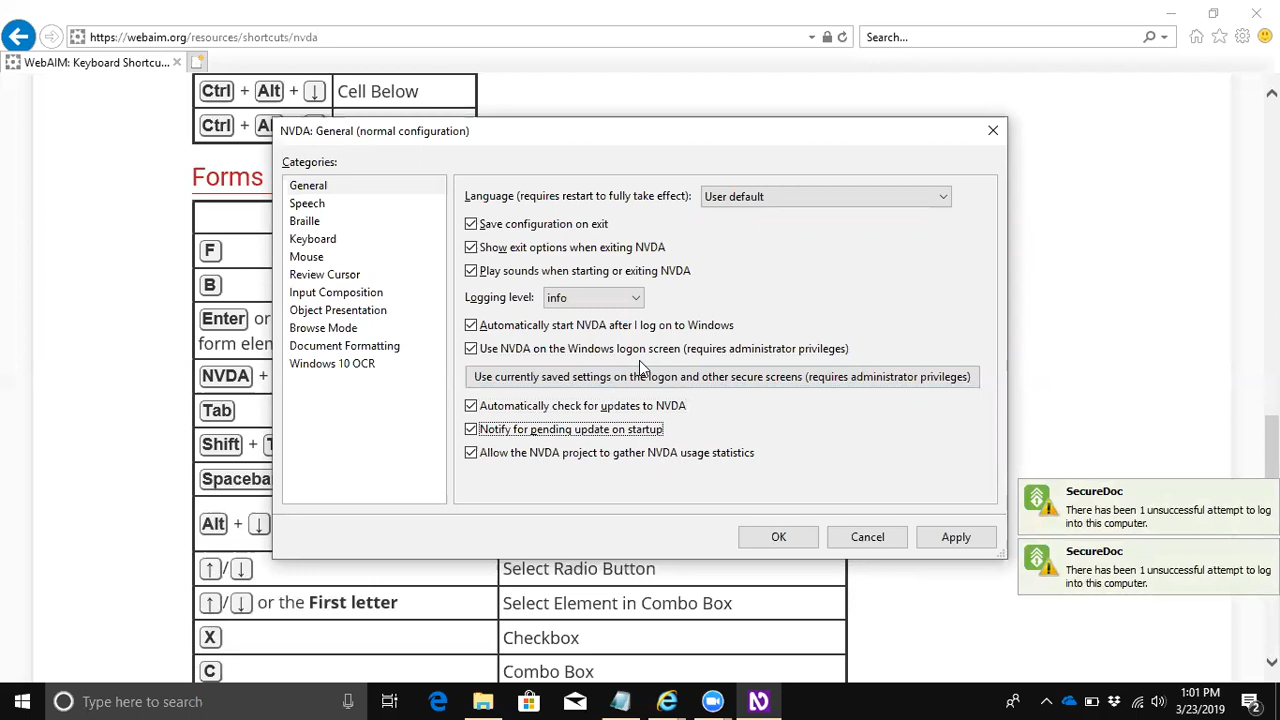 https://webaim.org/resources/shortcuts/nvda
Search...
WebAIM: Keyboard Shortcu...
Ctrl + Alt + ↓ Cell Below
Ctrl +
Forms
F
B
Enter or
form elem
NVDA +
Tab
Shift +
Spaceba
Alt + ↓
↑/↓ Select Radio Button
↑/↓ or the First letter Select Element in Combo Box
X Checkbox
C Combo Box
NVDA: General (normal configuration)
Categories:
General
Speech
Braille
Keyboard
Mouse
Review Cursor
Input Composition
Object Presentation
Browse Mode
Document Formatting
Windows 10 OCR
Language (requires restart to fully take effect): User default
Save configuration on exit
Show exit options when exiting NVDA
Play sounds when starting or exiting NVDA
Logging level: info
Automatically start NVDA after I log on to Windows
Use NVDA on the Windows logon screen (requires administrator privileges)
Use currently saved settings on the logon and other secure screens (requires administrator privileges)
Automatically check for updates to NVDA
Notify for pending update on startup
Allow the NVDA project to gather NVDA usage statistics
OK Cancel Apply
SecureDoc
There has been 1 unsuccessful attempt to log
into this computer.
SecureDoc
There has been 1 unsuccessful attempt to log
into this computer.
Type here to search
1:01 PM
3/23/2019
2